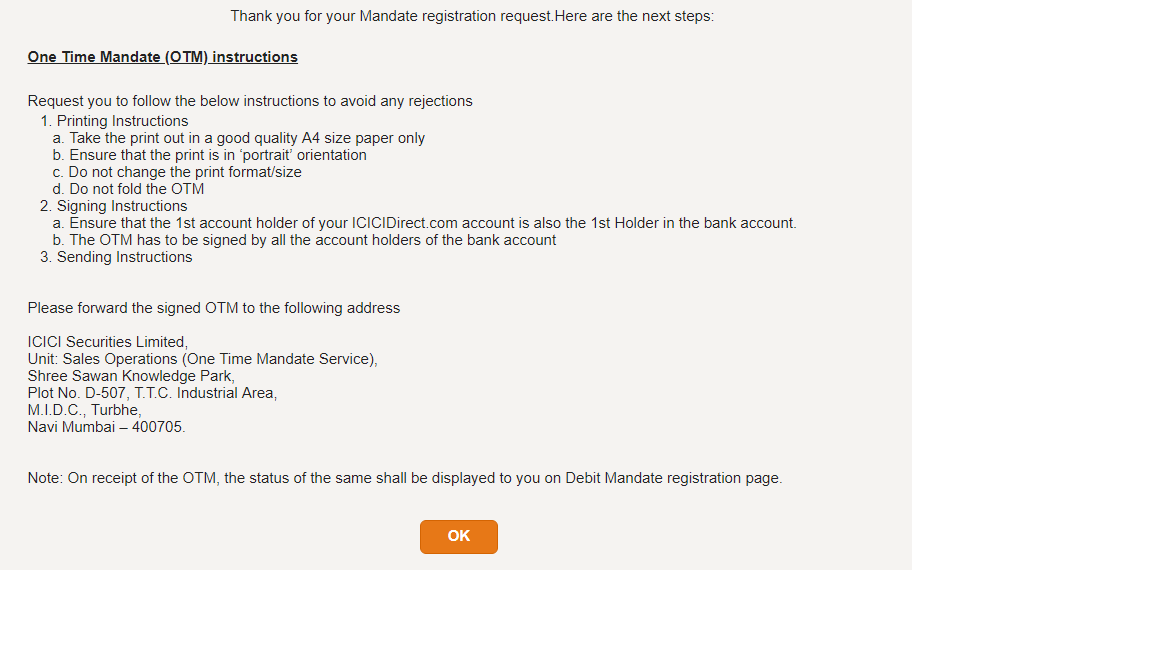 Thank you for your Mandate registration request.Here are the next steps:
One Time Mandate (OTM) instructions
Request you to follow the below instructions to avoid any rejections
1. Printing Instructions
a. Take the print out in a good quality A4 size paper only
b. Ensure that the print is in 'portrait' orientation
c. Do not change the print format/size
d. Do not fold the OTM
2. Signing Instructions
a. Ensure that the 1st account holder of your ICICIDirect.com account is also the 1st Holder in the bank account.
b. The OTM has to be signed by all the account holders of the bank account
3. Sending Instructions
Please forward the signed OTM to the following address
ICICI Securities Limited,
Unit: Sales Operations (One Time Mandate Service),
Shree Sawan Knowledge Park,
Plot No. D-507, T.T.C. Industrial Area,
M.I.D.C., Turbhe,
Navi Mumbai – 400705.
Note: On receipt of the OTM, the status of the same shall be displayed to you on Debit Mandate registration page.
OK